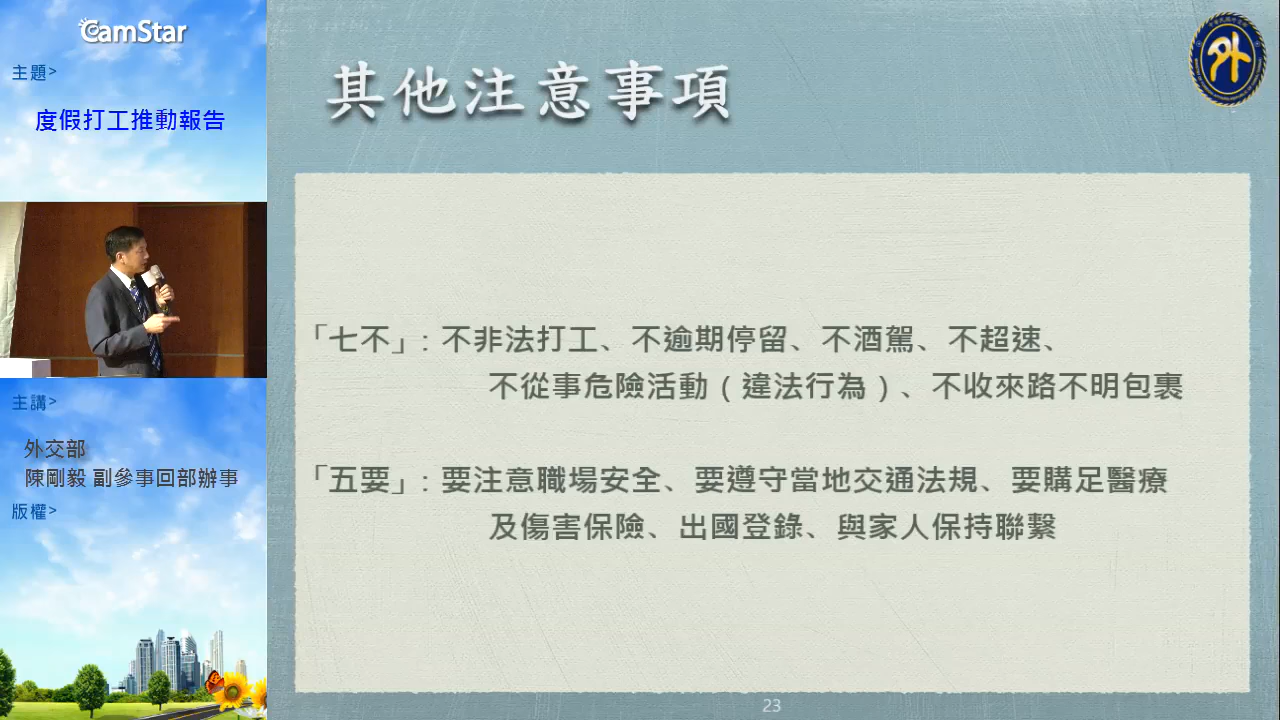 CamStar
主題>
度假打工推動報告
主講>
外交部
陳剛毅 副參事回部辦事
版權>
其他注意事項
外
「七不」: 不非法打工、不逾期停留、不酒駕、不超速、
不從事危險活動（違法行為）、不收來路不明包裹
「五要」: 要注意職場安全、要遵守當地交通法規、要購足醫療
及傷害保險、出國登錄、與家人保持聯繫
23